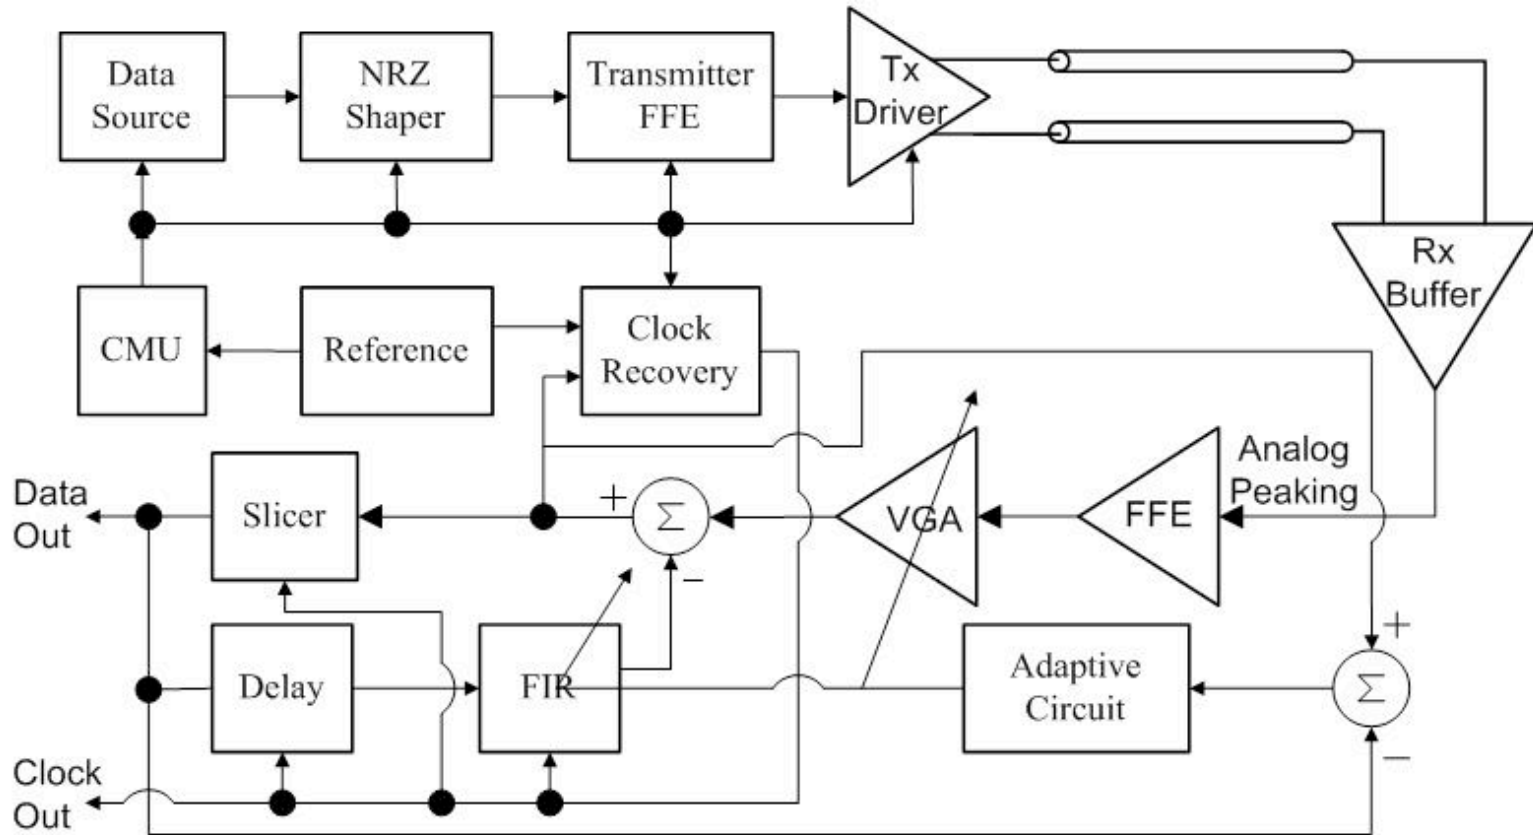 Data
Source
NRZ
Shaper
Transmitter
FFE
Tx
Driver
Rx
Buffer
CMU
Reference
Clock
Recovery
Data
Out
Slicer
+
Σ
−
VGA
FFE
Analog
Peaking
Delay
FIR
Adaptive
Circuit
+
Σ
−
Clock
Out